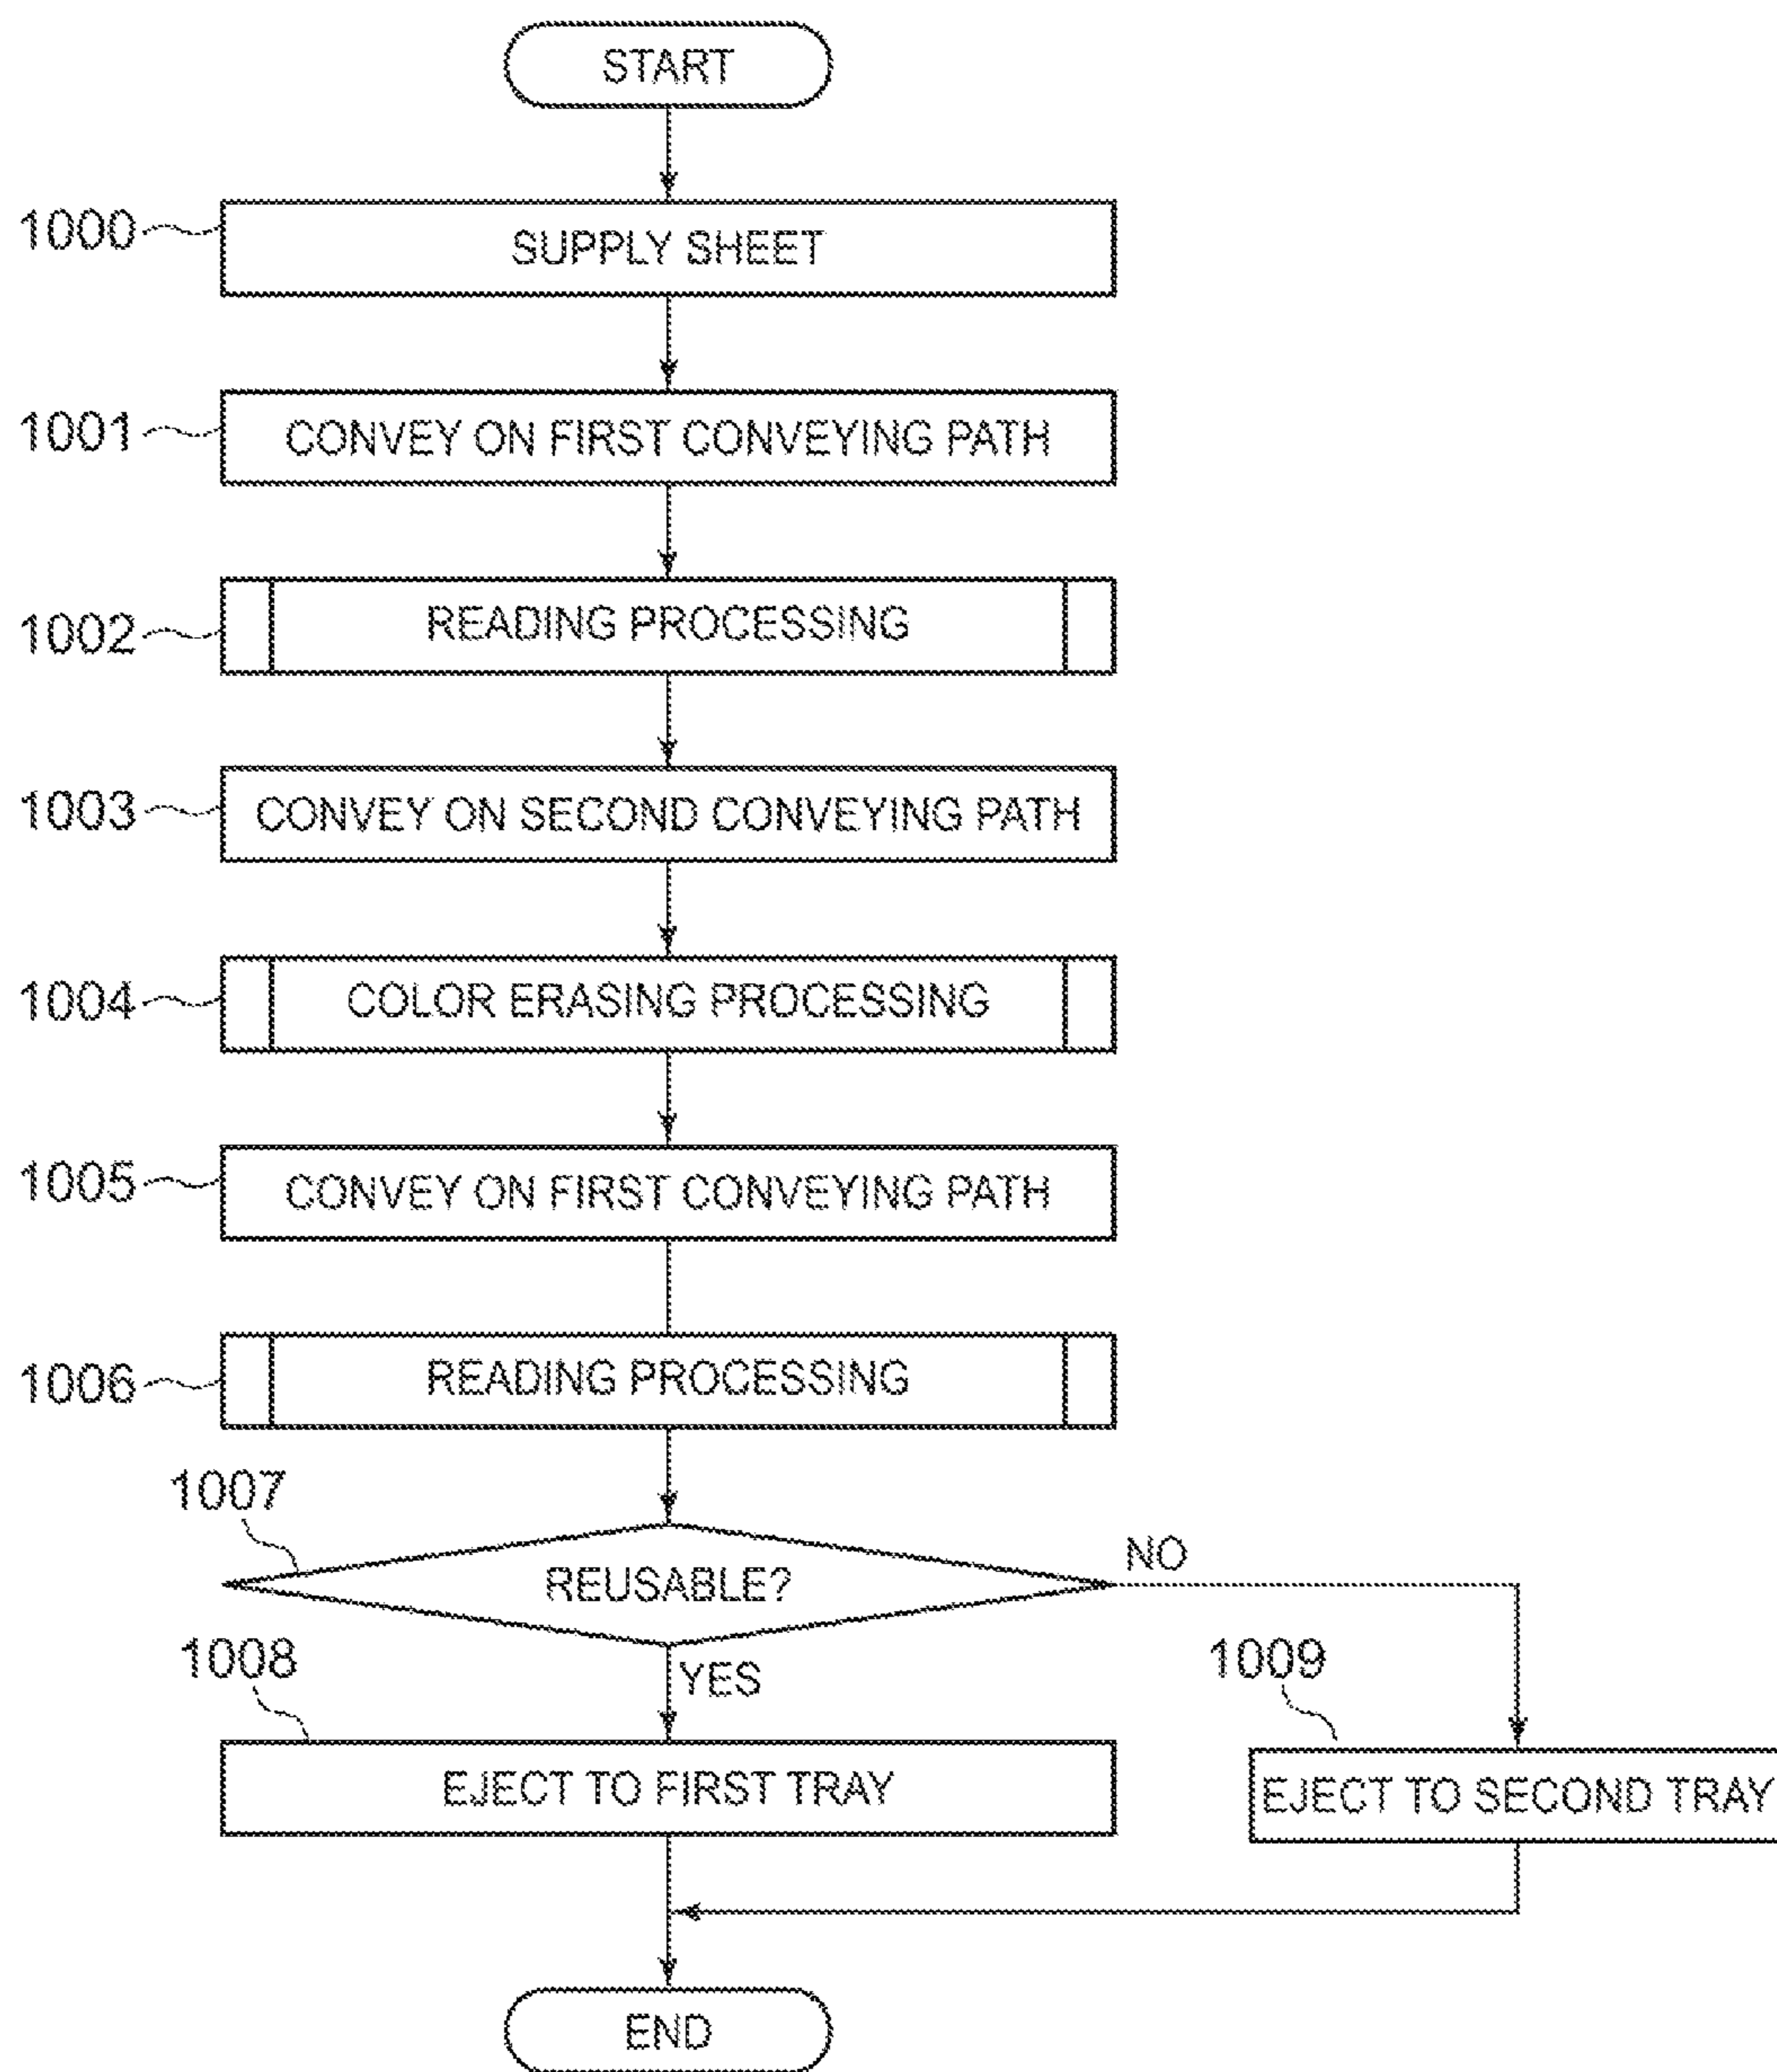 START
1000
SUPPLY SHEET
1001
CONVEY ON FIRST CONVEYING PATH
1002
READING PROCESSING
1003
CONVEY ON SECOND CONVEYING PATH
1004
COLOR ERASING PROCESSING
1005
CONVEY ON FIRST CONVEYING PATH
1006
READING PROCESSING
1007
REUSABLE?
NO
YES
1008
EJECT TO FIRST TRAY
1009
EJECT TO SECOND TRAY
END